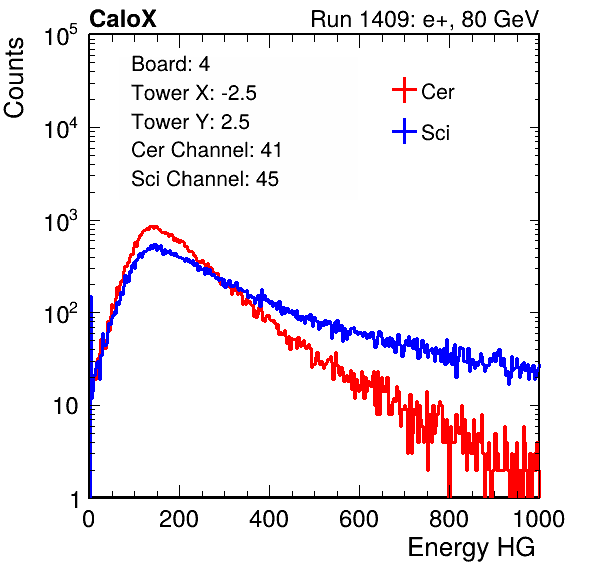 CaloX Run 1409: e+, 80 GeV
Counts
Board: 4
Tower X: -2.5
Tower Y: 2.5
Cer Channel: 41
Sci Channel: 45
Cer
Sci
10^5
10^4
10^3
10^2
10
1
0 200 400 600 800 1000
Energy HG